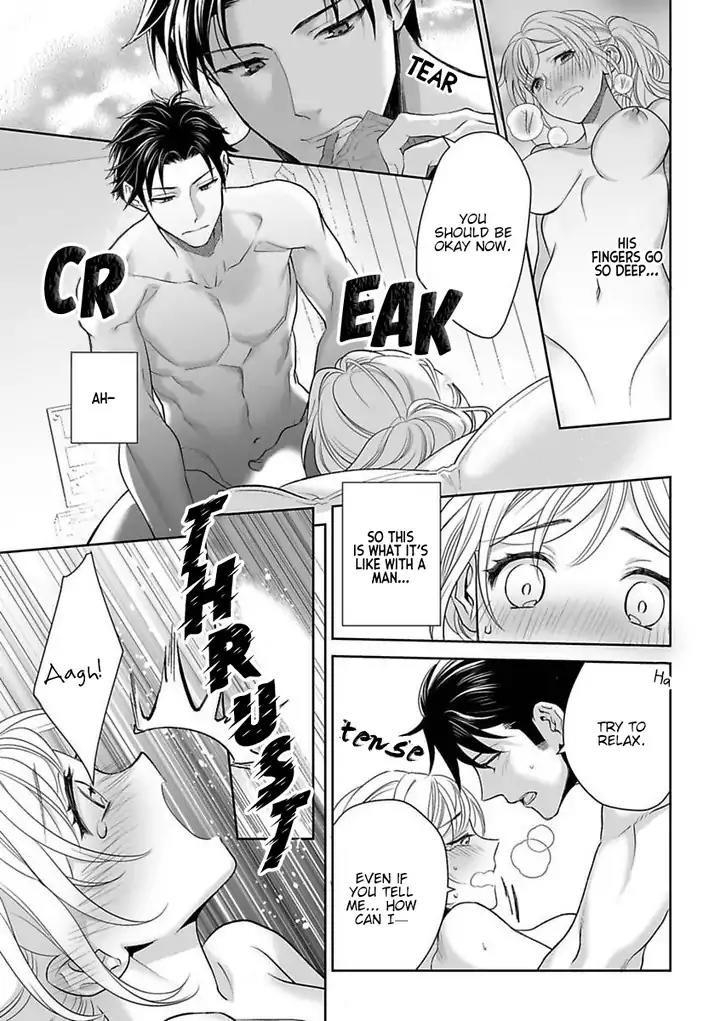 HIS
FINGERS GO
SO DEEP...
TEAR
YOU
SHOULD BE
OKAY NOW.
CR
EAK
AH-
SO THIS
IS WHAT IT'S
LIKE WITH A
MAN...
THRUST
Aagh!
Ha
TRY TO
RELAX.
tense
EVEN IF
YOU TELL
ME... HOW
CAN I—